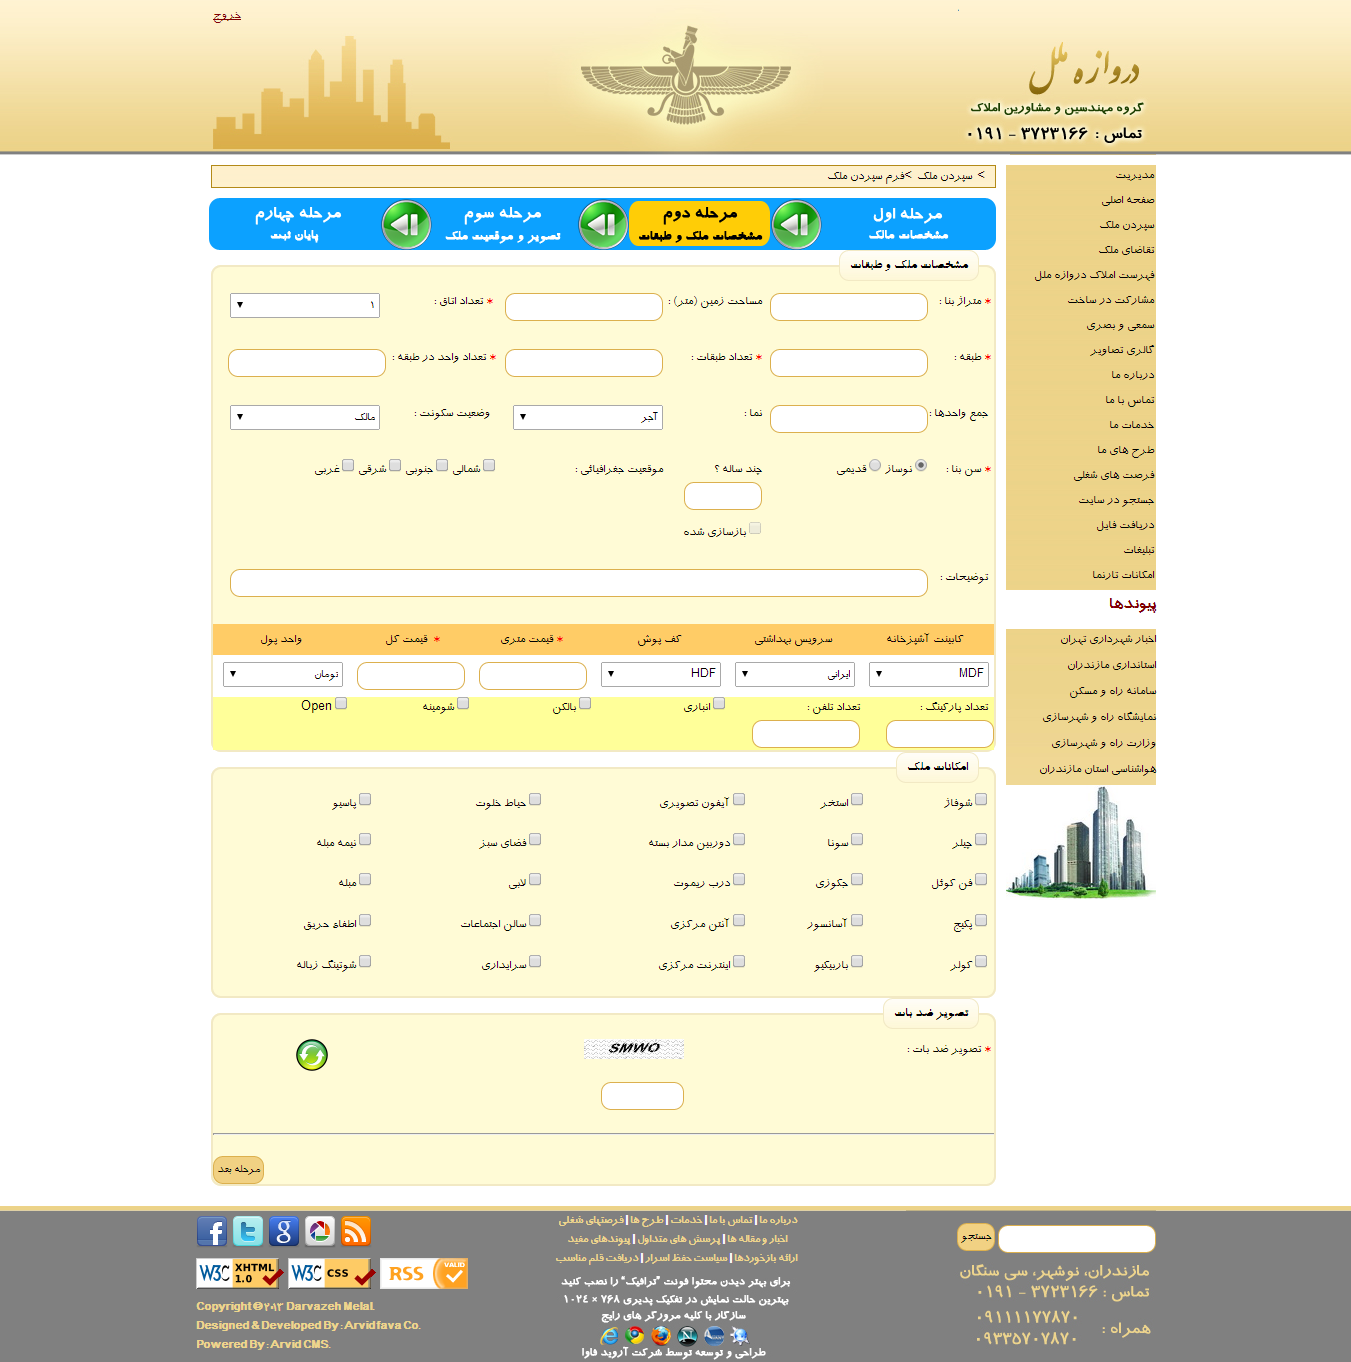 خروج
دروازه ملل
گروه مهندسین و مشاورین املاک
تماس : ۳۷۲۳۱۶۶ - ۰۱۹۱
مدیریت
صفحه اصلی
سپردن ملک
تقاضای ملک
فهرست املاک دروازه ملل
مشارکت در ساخت
سمعی و بصری
گالری تصاویر
درباره ما
تماس با ما
خدمات ما
طرح های ما
فرصت های شغلی
جستجو در سایت
دریافت فایل
تبلیغات
امکانات تارنما
پیوندها
اخبار شهرداری تهران
استانداری مازندران
سامانه راه و مسکن
نمایشگاه راه و شهرسازی
وزارت راه و شهرسازی
هواشناسی استان مازندران
> سپردن ملک >فرم سپردن ملک
مرحله اول
مشخصات مالک
مرحله دوم
مشخصات ملک و طبقات
مرحله سوم
تصویر و موقعیت ملک
مرحله چهارم
پایان ثبت
مشخصات ملک و طبقات
* متراژ بنا : مساحت زمین (متر) : * تعداد اتاق : ۱
* طبقه : * تعداد طبقات : * تعداد واحد در طبقه :
جمع واحدها : نما : آجر وضعیت سکونت : مالک
* سن بنا : نوساز قدیمی چند ساله ؟ موقعیت جغرافیائی : شمالی جنوبی شرقی غربی
بازسازی شده
توضیحات :
کابینت آشپزخانه سرویس بهداشتی کف پوش * قیمت متری * قیمت کل واحد پول
MDF ایرانی HDF تومان
تعداد پارکینگ : تعداد تلفن : انباری بالکن شومینه Open
امکانات ملک
شوفاژ استخر آیفون تصویری حیاط خلوت پاسیو
چیلر سونا دوربین مدار بسته فضای سبز نیمه مبله
فن کوئل جکوزی درب ریموت لابی مبله
پکیج آسانسور آنتن مرکزی سالن اجتماعات اطفاء حریق
کولر باربیکیو اینترنت مرکزی سرایداری شوتینگ زباله
تصویر ضد بات
* تصویر ضد بات : SMWO
مرحله بعد
جستجو
مازندران، نوشهر، سی سنگان
تماس : ۳۷۲۳۱۶۶ - ۰۱۹۱
همراه : ۰۹۱۱۱۱۷۷۸۷۰
۰۹۳۳۵۷۰۷۸۷۰
درباره ما | تماس با ما | خدمات | طرح ها | فرصتهای شغلی
اخبار و مقاله ها | پرسش های متداول | پیوندهای مفید
ارائه بازخوردها | سیاست حفظ اسرار | دریافت قلم مناسب
برای بهتر دیدن محتوا فونت "ترافیک" را نصب کنید
بهترین حالت نمایش در تفکیک پذیری ۷۶۸ × ۱۰۲٤
سازگار با کلیه مرورگر های رایج
طراحی و توسعه توسط شرکت آروید فاوا
W3C XHTML 1.0
W3C CSS
RSS VALID
Copyright © ۲۰۹۳ Darvazeh Melal.
Designed & Developed By : Arvidfava Co.
Powered By : Arvid CMS.